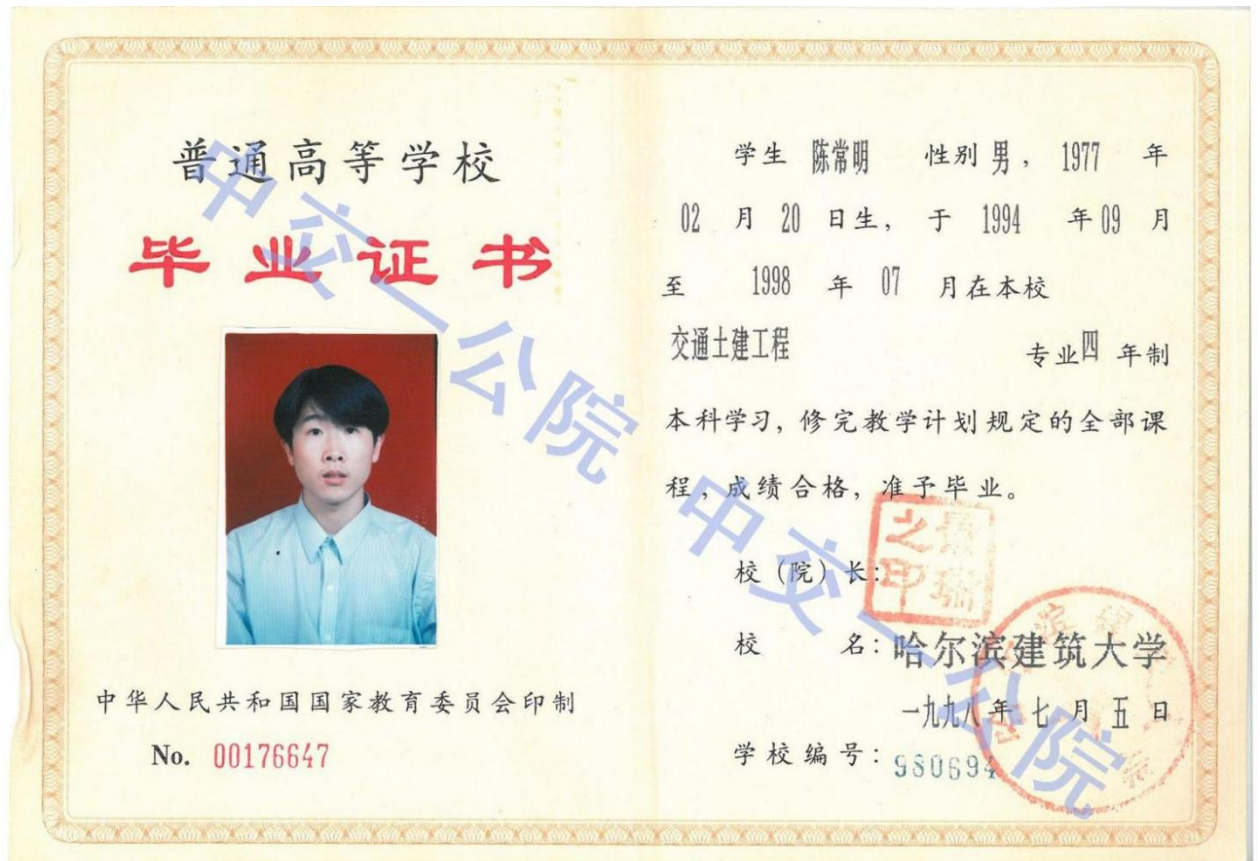 普通高等学校
毕业证书
中华人民共和国国家教育委员会印制
No. 00176647
学生 陈常明 性别 男，1977 年
02 月 20 日生，于 1994 年 09 月
至 1998 年 07 月在本校
交通土建工程 专业四年制
本科学习，修完教学计划规定的全部课
程，成绩合格，准予毕业。
校（院）长：
之印
校 名：哈尔滨建筑大学
一九九八年七月五日
学校编号：980694
中交一公院 中交一公院